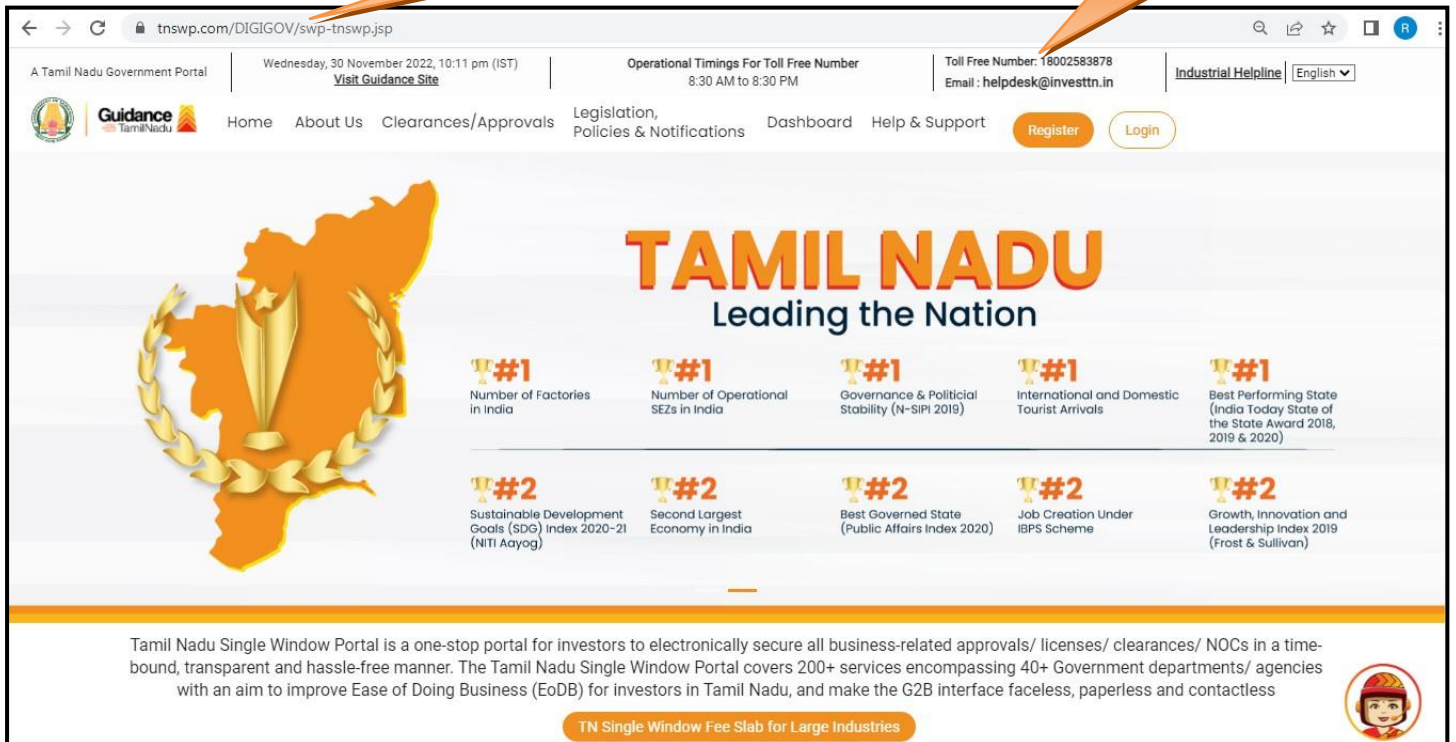 tnswp.com/DIGIGOV/swp-tnswp.jsp
R
A Tamil Nadu Government Portal
Wednesday, 30 November 2022, 10:11 pm (IST)
Visit Guidance Site
Operational Timings For Toll Free Number
8:30 AM to 8:30 PM
Toll Free Number: 18002583878
Email : helpdesk@investtn.in
Industrial Helpline
English
Guidance
TamilNadu
Home
About Us
Clearances/Approvals
Legislation,
Policies & Notifications
Dashboard
Help & Support
Register
Login
TAMIL NADU
Leading the Nation
#1
Number of Factories
in India
#1
Number of Operational
SEZs in India
#1
Governance & Politicial
Stability (N-SIPI 2019)
#1
International and Domestic
Tourist Arrivals
#1
Best Performing State
(India Today State of
the State Award 2018,
2019 & 2020)
#2
Sustainable Development
Goals (SDG) Index 2020-21
(NITI Aayog)
#2
Second Largest
Economy in India
#2
Best Governed State
(Public Affairs Index 2020)
#2
Job Creation Under
IBPS Scheme
#2
Growth, Innovation and
Leadership Index 2019
(Frost & Sullivan)
Tamil Nadu Single Window Portal is a one-stop portal for investors to electronically secure all business-related approvals/ licenses/ clearances/ NOCs in a time-
bound, transparent and hassle-free manner. The Tamil Nadu Single Window Portal covers 200+ services encompassing 40+ Government departments/ agencies
with an aim to improve Ease of Doing Business (EoDB) for investors in Tamil Nadu, and make the G2B interface faceless, paperless and contactless
TN Single Window Fee Slab for Large Industries